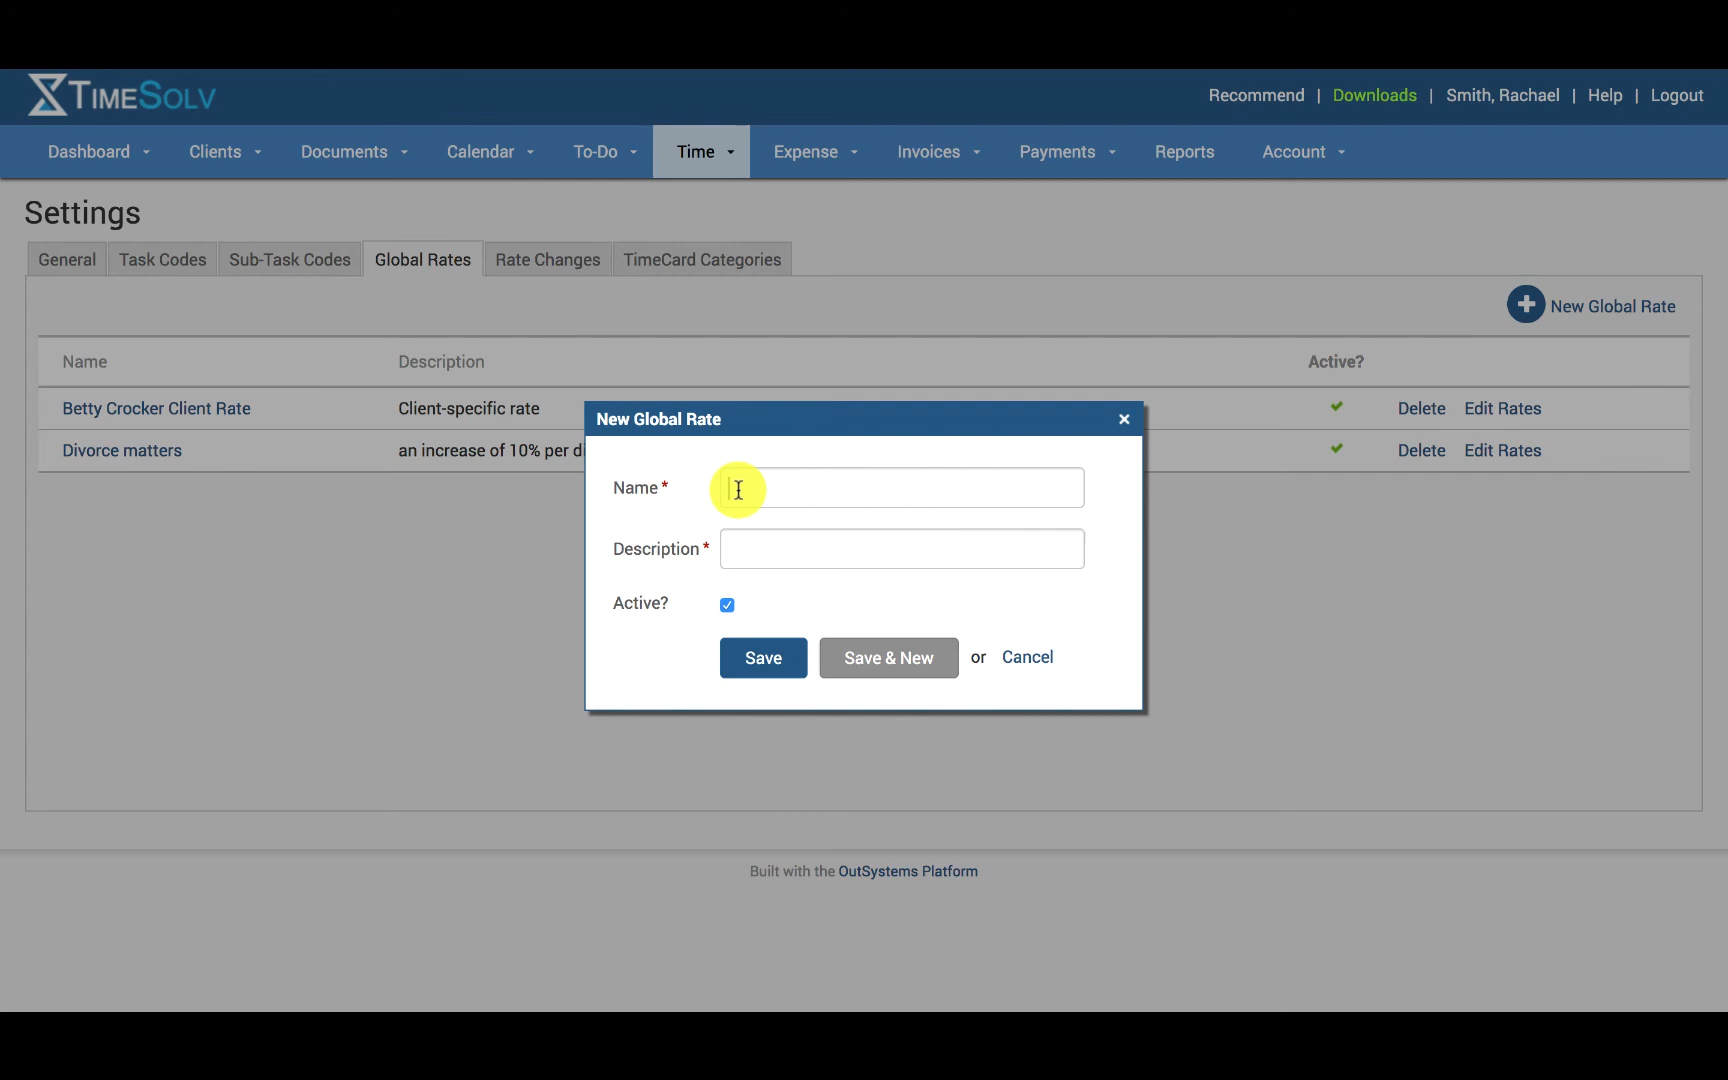 TIMESOLV
Recommend | Downloads | Smith, Rachael | Help | Logout
Dashboard Clients Documents Calendar To-Do Time Expense Invoices Payments Reports Account
Settings
General Task Codes Sub-Task Codes Global Rates Rate Changes TimeCard Categories
New Global Rate
Name Description Active?
Betty Crocker Client Rate Client-specific rate Delete Edit Rates
Divorce matters an increase of 10% per di Delete Edit Rates
New Global Rate
Name *
Description *
Active?
Save Save & New or Cancel
Built with the OutSystems Platform